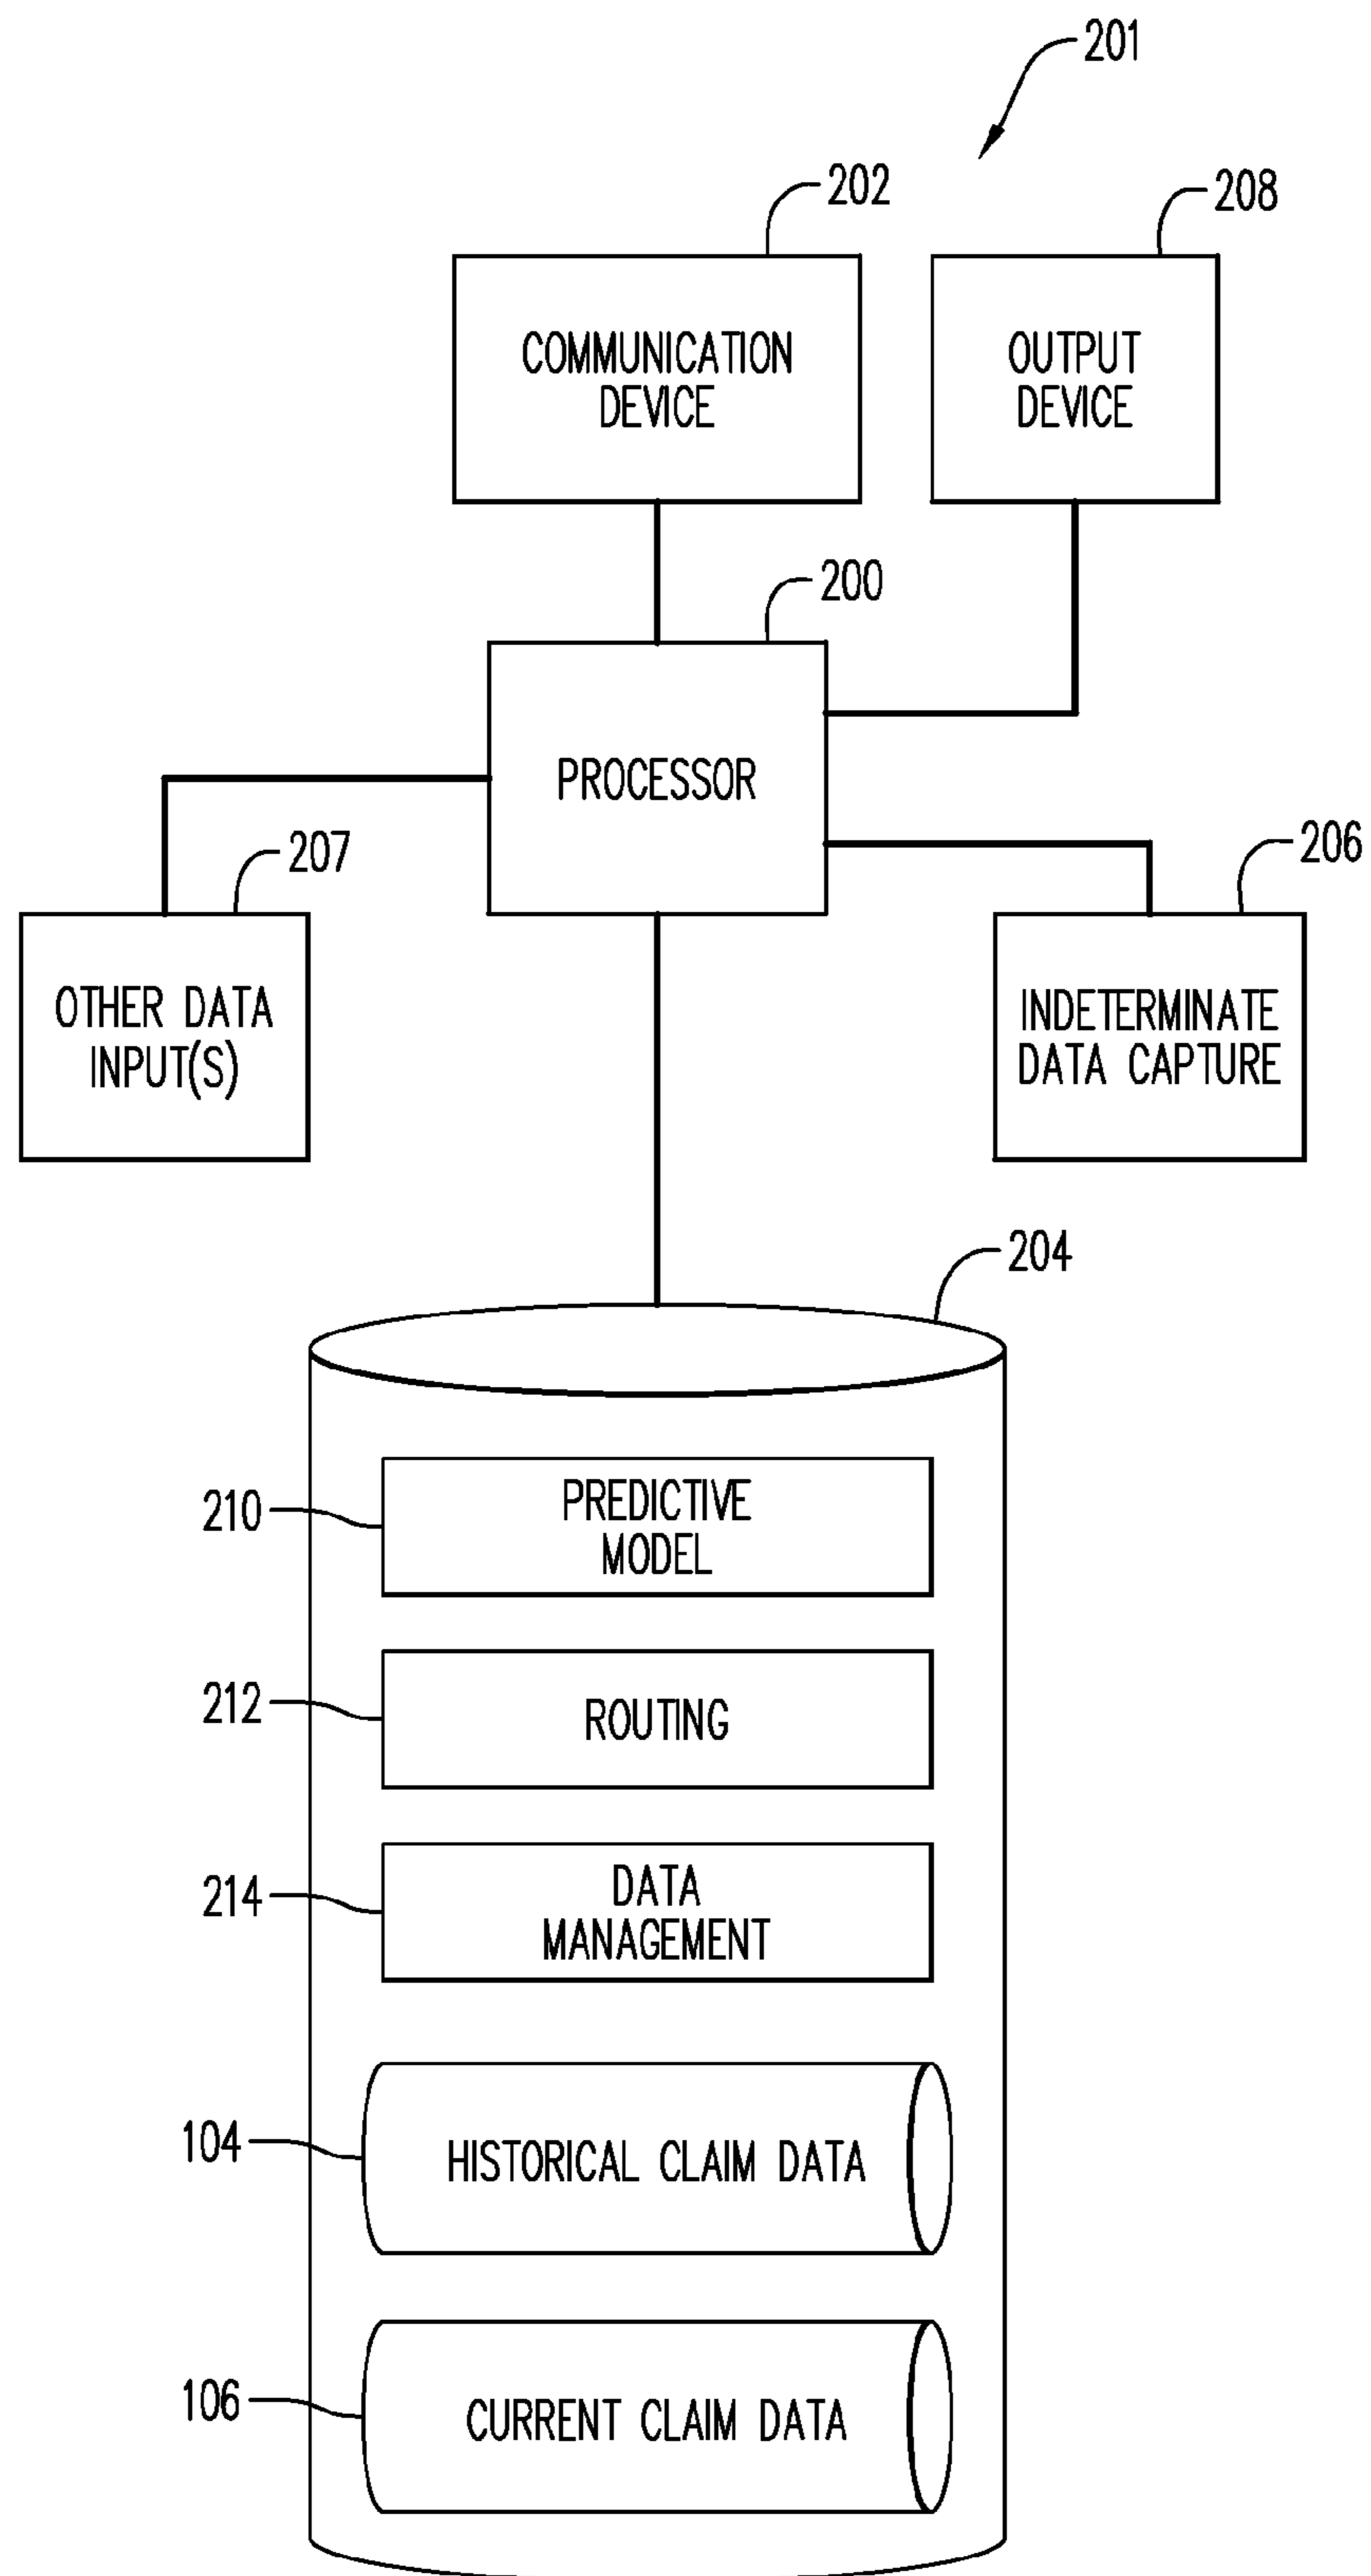 201
202
208
COMMUNICATION
DEVICE
OUTPUT
DEVICE
200
PROCESSOR
207
206
OTHER DATA
INPUT(S)
INDETERMINATE
DATA CAPTURE
204
210
PREDICTIVE
MODEL
212
ROUTING
214
DATA
MANAGEMENT
104
HISTORICAL CLAIM DATA
106
CURRENT CLAIM DATA